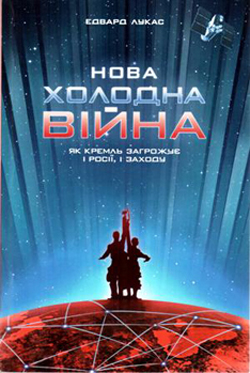 ЕДВАРД ЛУКАС
НОВА
ХОЛОДНА
ВІЙНА
ЯК КРЕМЛЬ ЗАГРОЖУЄ
І РОСІЇ, І ЗАХОДУ